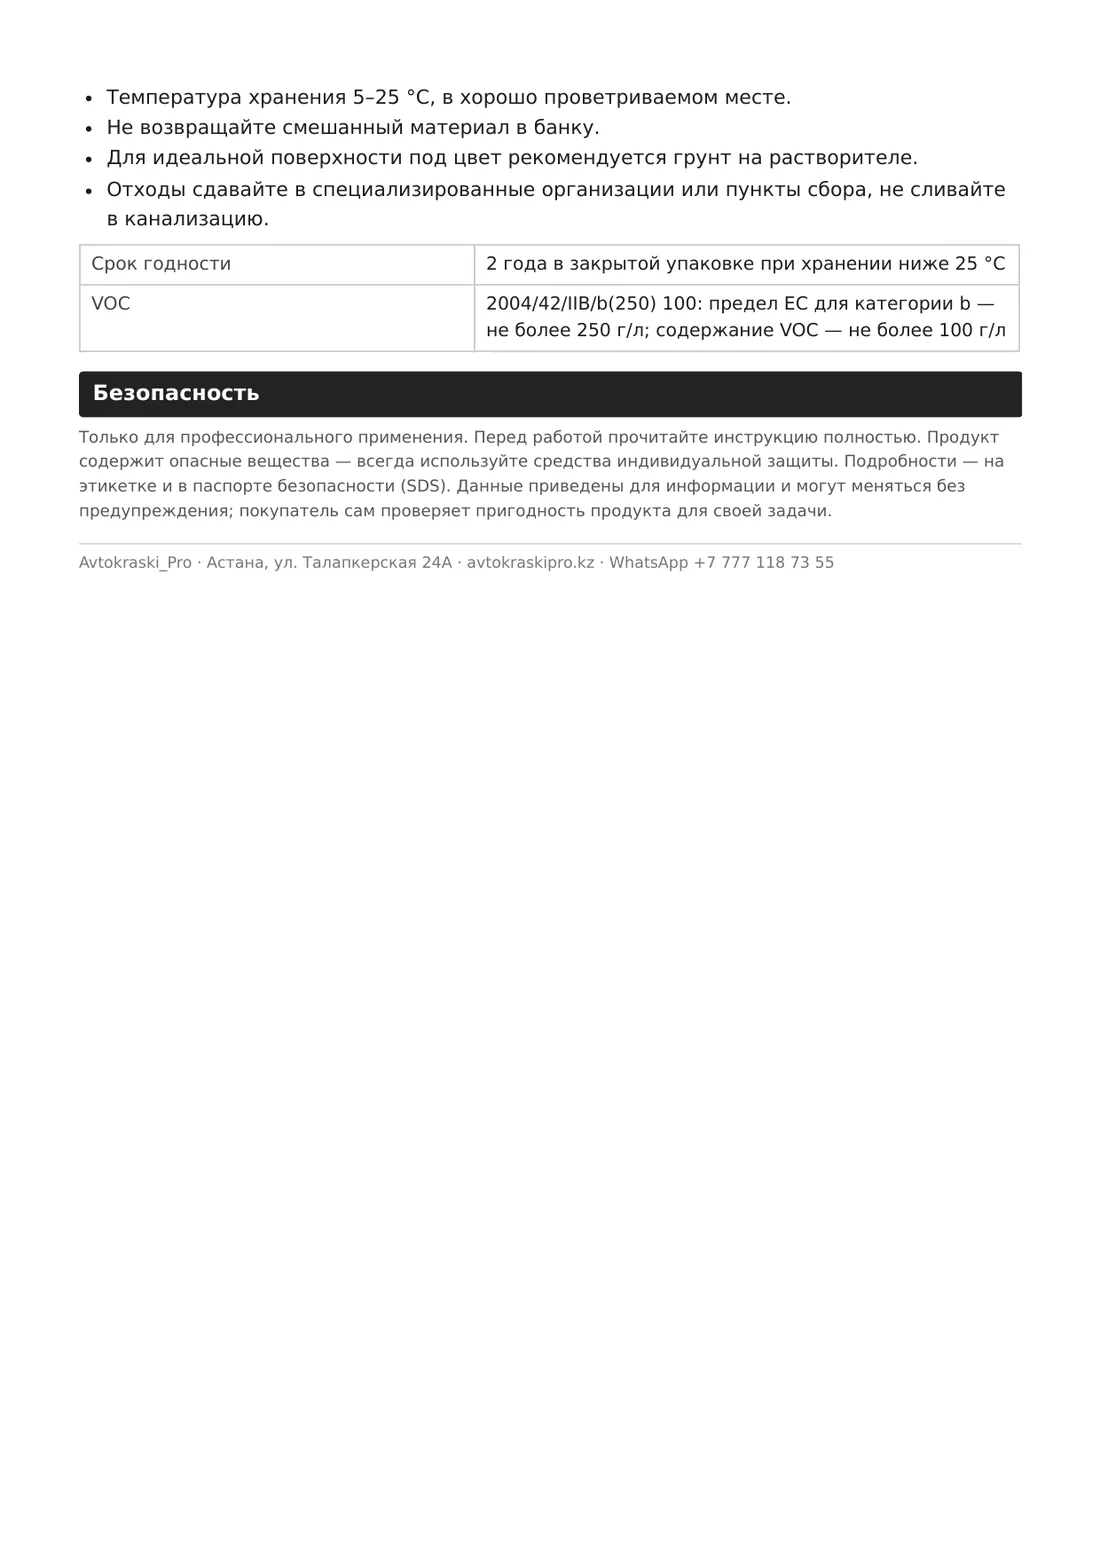 • Температура хранения 5–25 °C, в хорошо проветриваемом месте.
• Не возвращайте смешанный материал в банку.
• Для идеальной поверхности под цвет рекомендуется грунт на растворителе.
• Отходы сдавайте в специализированные организации или пункты сбора, не сливайте
в канализацию.
Срок годности 2 года в закрытой упаковке при хранении ниже 25 °C
VOC 2004/42/IIB/b(250) 100: предел ЕС для категории b —
не более 250 г/л; содержание VOC — не более 100 г/л
Безопасность
Только для профессионального применения. Перед работой прочитайте инструкцию полностью. Продукт
содержит опасные вещества — всегда используйте средства индивидуальной защиты. Подробности — на
этикетке и в паспорте безопасности (SDS). Данные приведены для информации и могут меняться без
предупреждения; покупатель сам проверяет пригодность продукта для своей задачи.
Avtokraski_Pro · Астана, ул. Талапкерская 24А · avtokraskipro.kz · WhatsApp +7 777 118 73 55